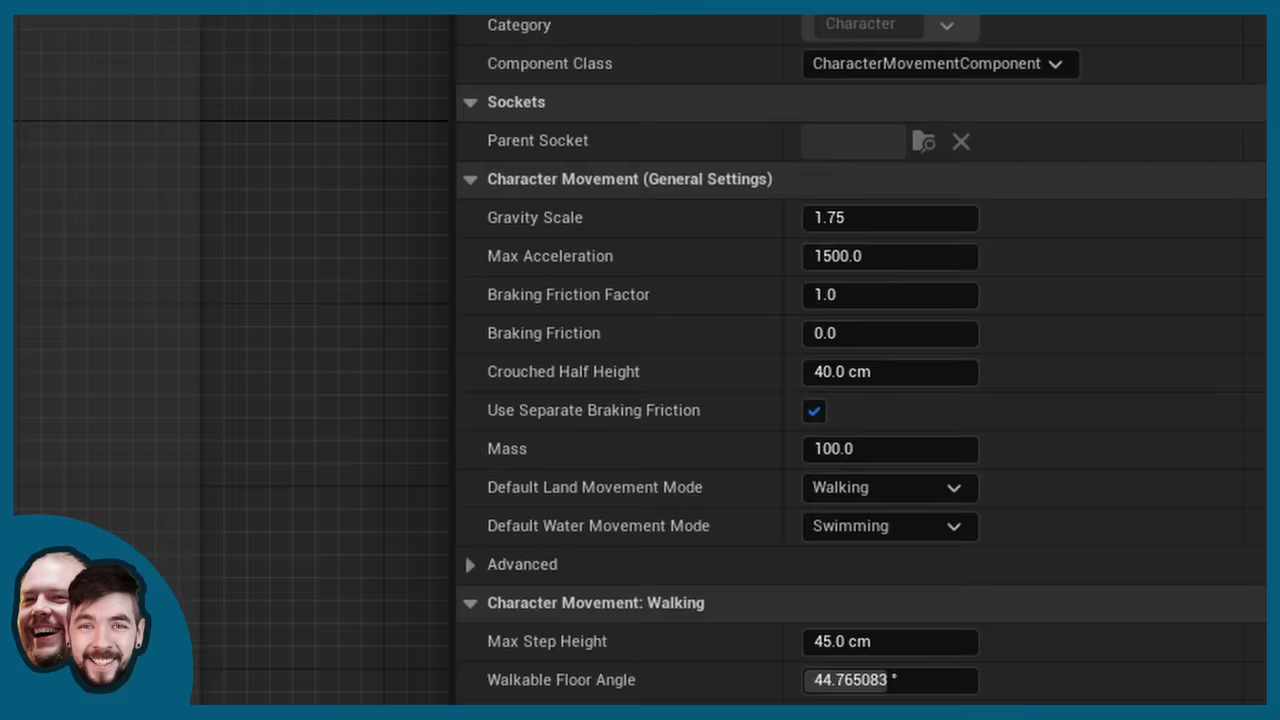 Category Character
Component Class CharacterMovementComponent
Sockets
Parent Socket
Character Movement (General Settings)
Gravity Scale 1.75
Max Acceleration 1500.0
Braking Friction Factor 1.0
Braking Friction 0.0
Crouched Half Height 40.0 cm
Use Separate Braking Friction
Mass 100.0
Default Land Movement Mode Walking
Default Water Movement Mode Swimming
Advanced
Character Movement: Walking
Max Step Height 45.0 cm
Walkable Floor Angle 44.765083 °